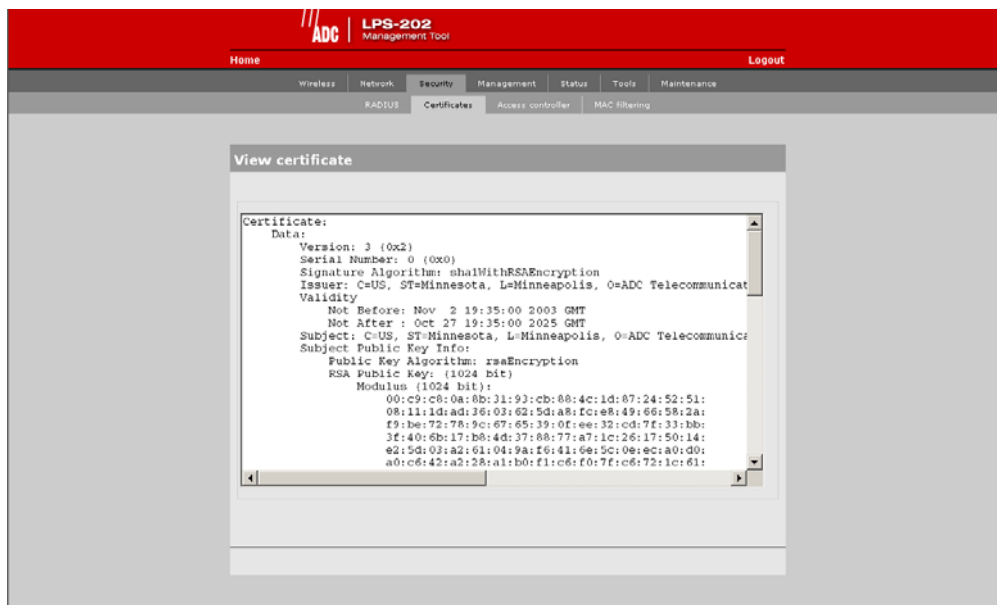 ADC LPS-202
Management Tool
Home Logout
Wireless Network Security Management Status Tools Maintenance
RADIUS Certificates Access controller MAC filtering
View certificate
Certificate:
Data:
Version: 3 (0x2)
Serial Number: 0 (0x0)
Signature Algorithm: sha1WithRSAEncryption
Issuer: C=US, ST=Minnesota, L=Minneapolis, O=ADC Telecommunicat
Validity
Not Before: Nov 2 19:35:00 2003 GMT
Not After : Oct 27 19:35:00 2025 GMT
Subject: C=US, ST=Minnesota, L=Minneapolis, O=ADC Telecommunica
Subject Public Key Info:
Public Key Algorithm: rsaEncryption
RSA Public Key: (1024 bit)
Modulus (1024 bit):
00:c9:c8:0a:8b:31:93:cb:88:4c:1d:87:24:52:51:
08:11:1d:ad:36:03:62:5d:a8:fc:e8:49:66:58:2a:
f9:be:72:78:9c:67:65:39:0f:ee:32:cd:7f:33:bb:
3f:40:6b:17:b8:4d:37:88:77:a7:1c:26:17:50:14:
e2:5d:03:a2:61:04:9a:f6:41:6e:5c:0e:ec:a0:d0:
a0:c6:42:a2:28:a1:b0:f1:c6:f0:7f:c6:72:1c:61: